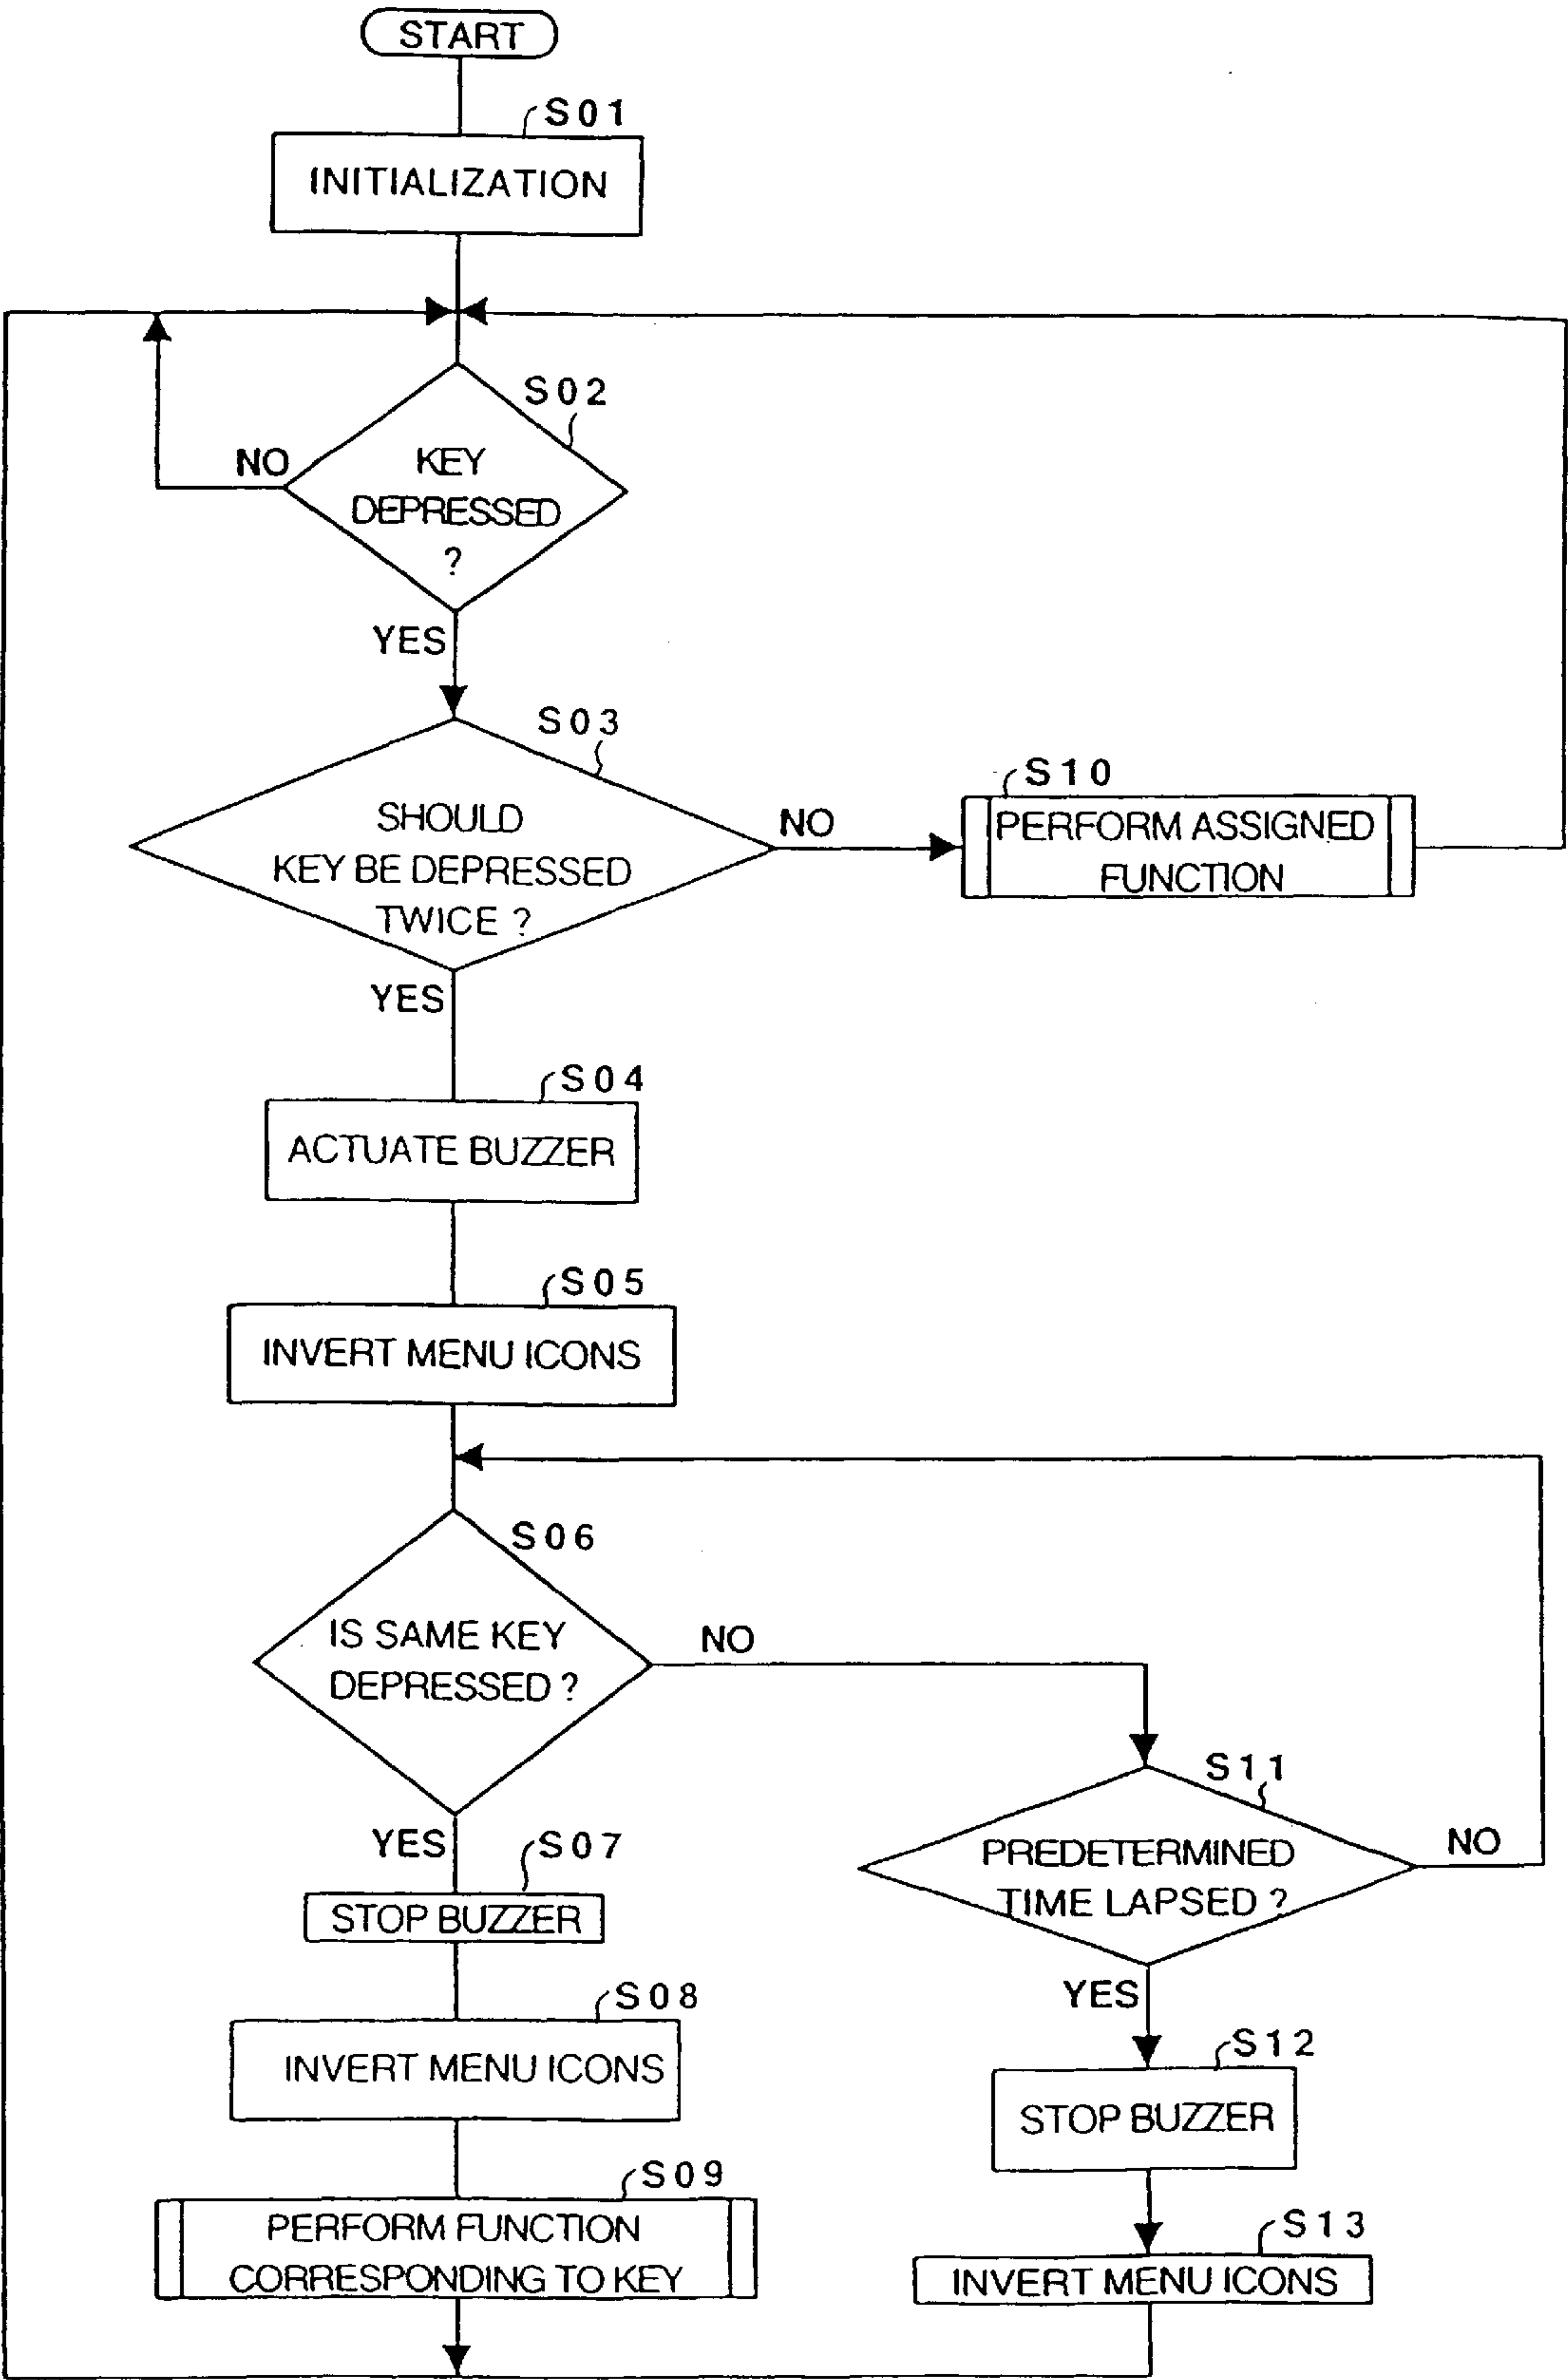 START
S01
INITIALIZATION
S02
NO
KEY
DEPRESSED
?
YES
S03
SHOULD
KEY BE DEPRESSED
TWICE ?
NO
S10
PERFORM ASSIGNED
FUNCTION
YES
S04
ACTUATE BUZZER
S05
INVERT MENU ICONS
S06
IS SAME KEY
DEPRESSED ?
NO
S11
PREDETERMINED
TIME LAPSED ?
NO
YES
S07
STOP BUZZER
YES
S08
INVERT MENU ICONS
S12
STOP BUZZER
S09
PERFORM FUNCTION
CORRESPONDING TO KEY
S13
INVERT MENU ICONS